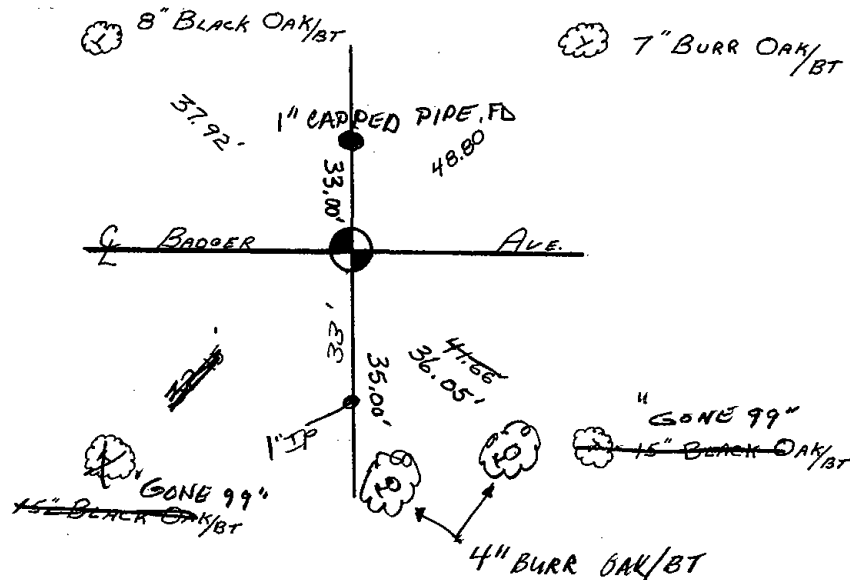 8" BLACK OAK/BT
7" BURR OAK/BT
37.92'
1" CAPPED PIPE, FD
48.80
33.00'
℄ BADGER AVE.
33'
35.00'
41.66'
36.05'
1" IP
"GONE 99"
15" BLACK OAK/BT
"GONE 99"
15" BLACK OAK/BT
4" BURR OAK/BT